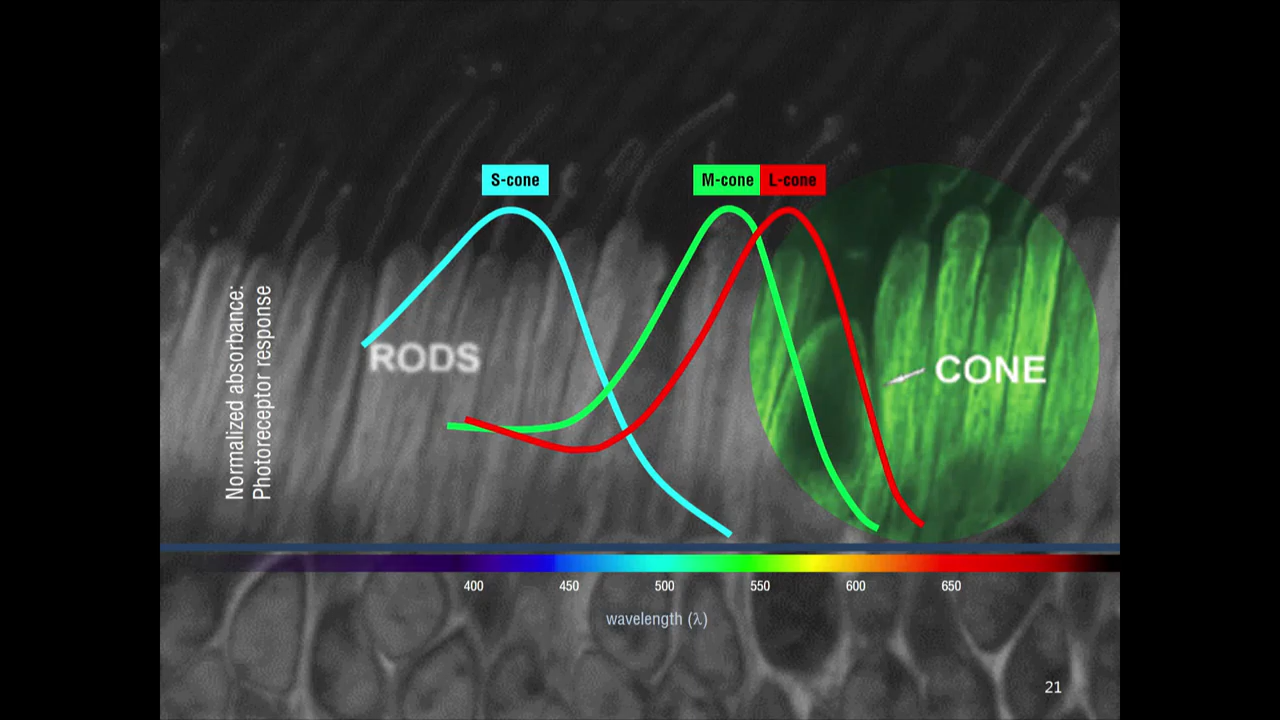 S-cone
M-cone
L-cone
Normalized absorbance:
Photoreceptor response
RODS
CONE
400
450
500
550
600
650
wavelength (λ)
21